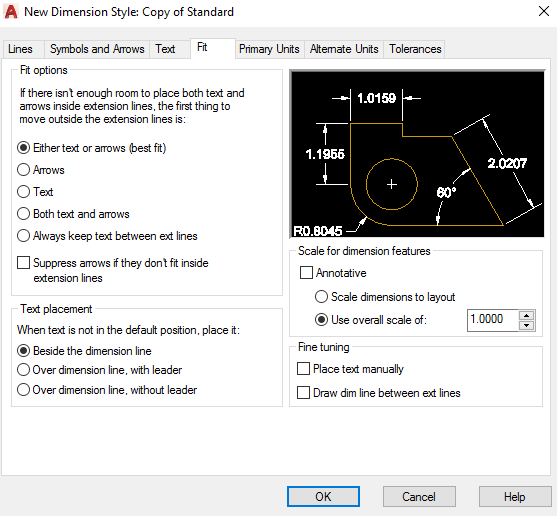 New Dimension Style: Copy of Standard
Lines
Symbols and Arrows
Text
Fit
Primary Units
Alternate Units
Tolerances
Fit options
If there isn't enough room to place both text and
arrows inside extension lines, the first thing to
move outside the extension lines is:
Either text or arrows (best fit)
Arrows
Text
Both text and arrows
Always keep text between ext lines
Suppress arrows if they don't fit inside
extension lines
Text placement
When text is not in the default position, place it:
Beside the dimension line
Over dimension line, with leader
Over dimension line, without leader
1.0159
1.1955
2.0207
60°
R0.8045
Scale for dimension features
Annotative
Scale dimensions to layout
Use overall scale of:
1.0000
Fine tuning
Place text manually
Draw dim line between ext lines
OK
Cancel
Help